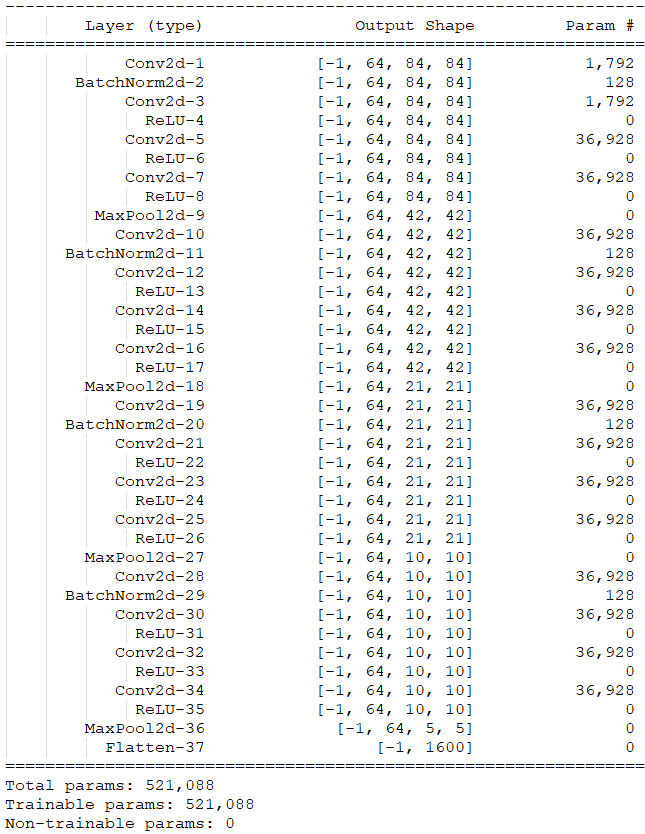 ----------------------------------------------------------------
Layer (type) Output Shape Param #
================================================================
Conv2d-1 [-1, 64, 84, 84] 1,792
BatchNorm2d-2 [-1, 64, 84, 84] 128
Conv2d-3 [-1, 64, 84, 84] 1,792
ReLU-4 [-1, 64, 84, 84] 0
Conv2d-5 [-1, 64, 84, 84] 36,928
ReLU-6 [-1, 64, 84, 84] 0
Conv2d-7 [-1, 64, 84, 84] 36,928
ReLU-8 [-1, 64, 84, 84] 0
MaxPool2d-9 [-1, 64, 42, 42] 0
Conv2d-10 [-1, 64, 42, 42] 36,928
BatchNorm2d-11 [-1, 64, 42, 42] 128
Conv2d-12 [-1, 64, 42, 42] 36,928
ReLU-13 [-1, 64, 42, 42] 0
Conv2d-14 [-1, 64, 42, 42] 36,928
ReLU-15 [-1, 64, 42, 42] 0
Conv2d-16 [-1, 64, 42, 42] 36,928
ReLU-17 [-1, 64, 42, 42] 0
MaxPool2d-18 [-1, 64, 21, 21] 0
Conv2d-19 [-1, 64, 21, 21] 36,928
BatchNorm2d-20 [-1, 64, 21, 21] 128
Conv2d-21 [-1, 64, 21, 21] 36,928
ReLU-22 [-1, 64, 21, 21] 0
Conv2d-23 [-1, 64, 21, 21] 36,928
ReLU-24 [-1, 64, 21, 21] 0
Conv2d-25 [-1, 64, 21, 21] 36,928
ReLU-26 [-1, 64, 21, 21] 0
MaxPool2d-27 [-1, 64, 10, 10] 0
Conv2d-28 [-1, 64, 10, 10] 36,928
BatchNorm2d-29 [-1, 64, 10, 10] 128
Conv2d-30 [-1, 64, 10, 10] 36,928
ReLU-31 [-1, 64, 10, 10] 0
Conv2d-32 [-1, 64, 10, 10] 36,928
ReLU-33 [-1, 64, 10, 10] 0
Conv2d-34 [-1, 64, 10, 10] 36,928
ReLU-35 [-1, 64, 10, 10] 0
MaxPool2d-36 [-1, 64, 5, 5] 0
Flatten-37 [-1, 1600] 0
================================================================
Total params: 521,088
Trainable params: 521,088
Non-trainable params: 0